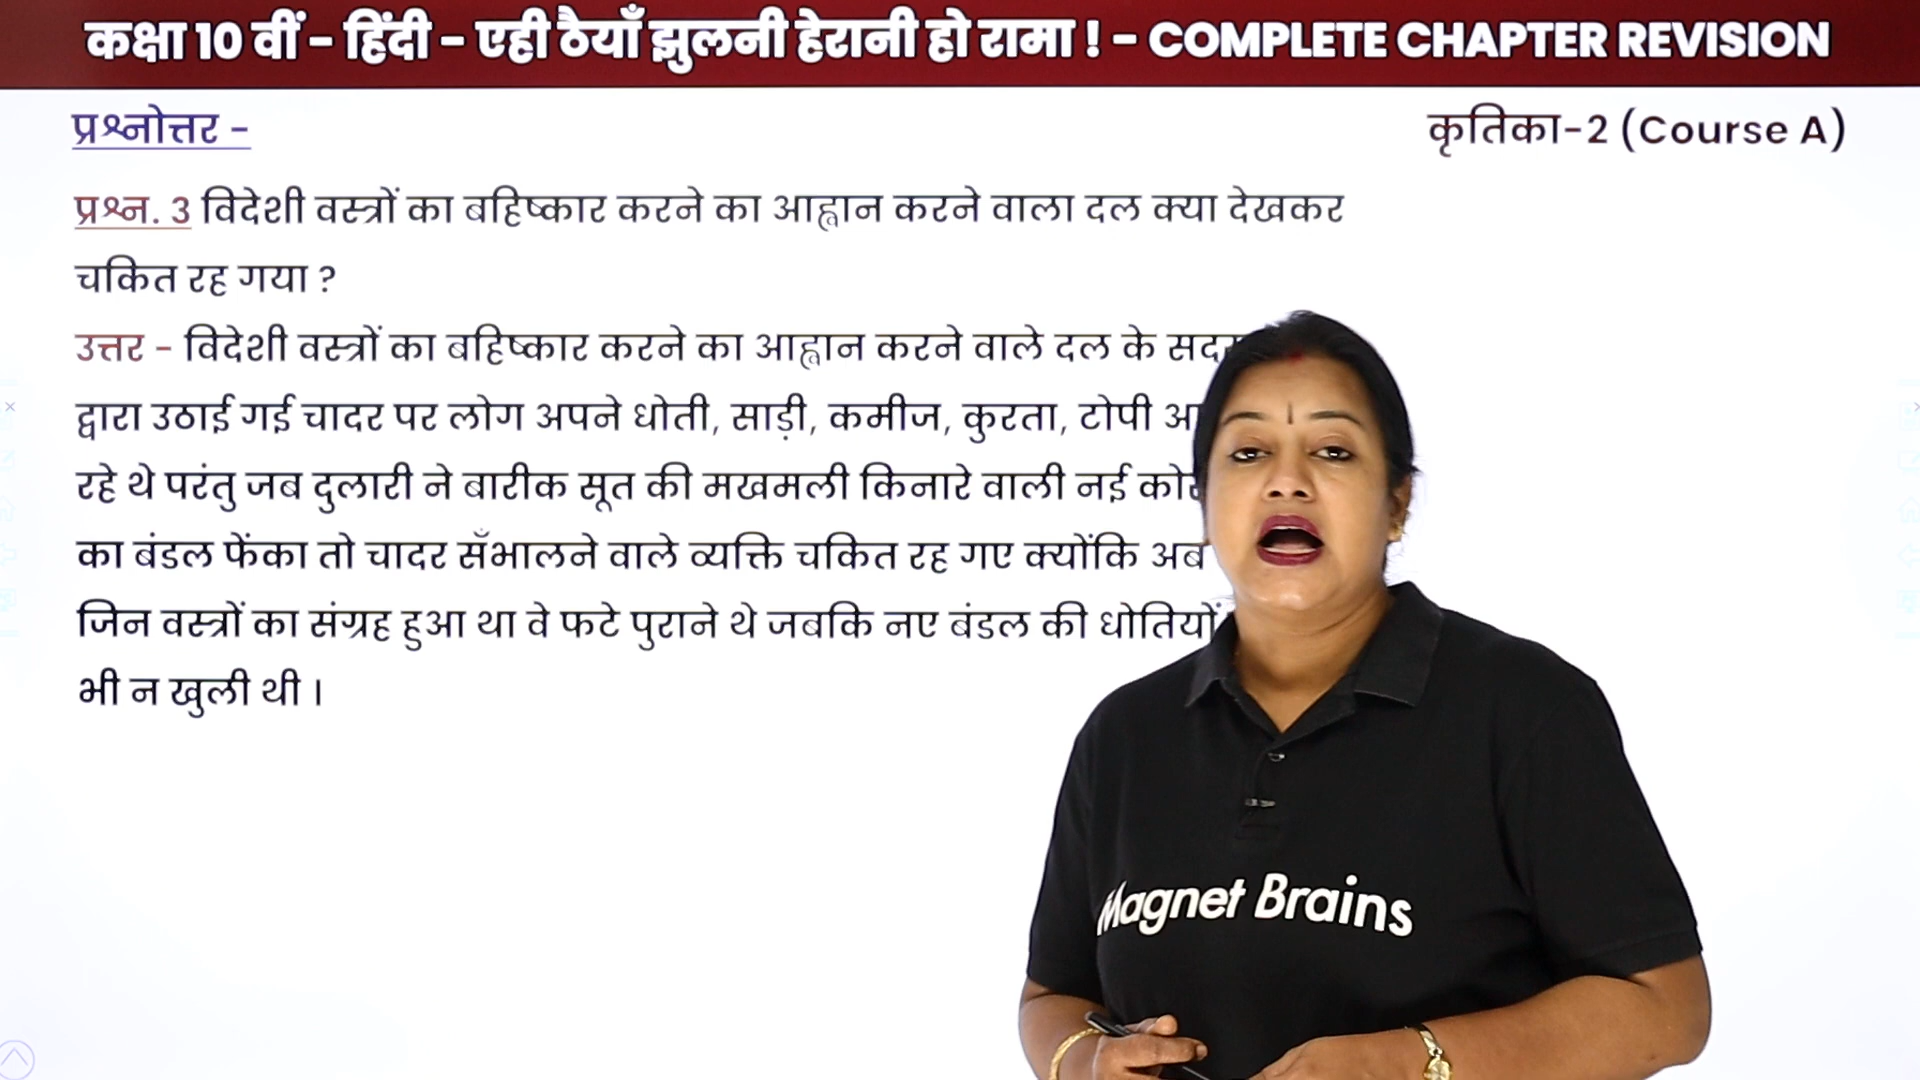 कक्षा 10 वीं - हिंदी - एही ठैयाँ झुलनी हेरानी हो रामा ! - COMPLETE CHAPTER REVISION
प्रश्नोत्तर -
कृतिका-2 (Course A)
प्रश्न. 3 विदेशी वस्त्रों का बहिष्कार करने का आह्वान करने वाला दल क्या देखकर
चकित रह गया ?
उत्तर - विदेशी वस्त्रों का बहिष्कार करने का आह्वान करने वाले दल के
द्वारा उठाई गई चादर पर लोग अपने धोती, साड़ी, कमीज, कुरता, टोपी
रहे थे परंतु जब दुलारी ने बारीक सूत की मखमली किनारे वाली नई
का बंडल फेंका तो चादर सँभालने वाले व्यक्ति चकित रह गए क्योंकि अब
जिन वस्त्रों का संग्रह हुआ था वे फटे पुराने थे जबकि नए बंडल की धोतियों
भी न खुली थी ।
Magnet Brains